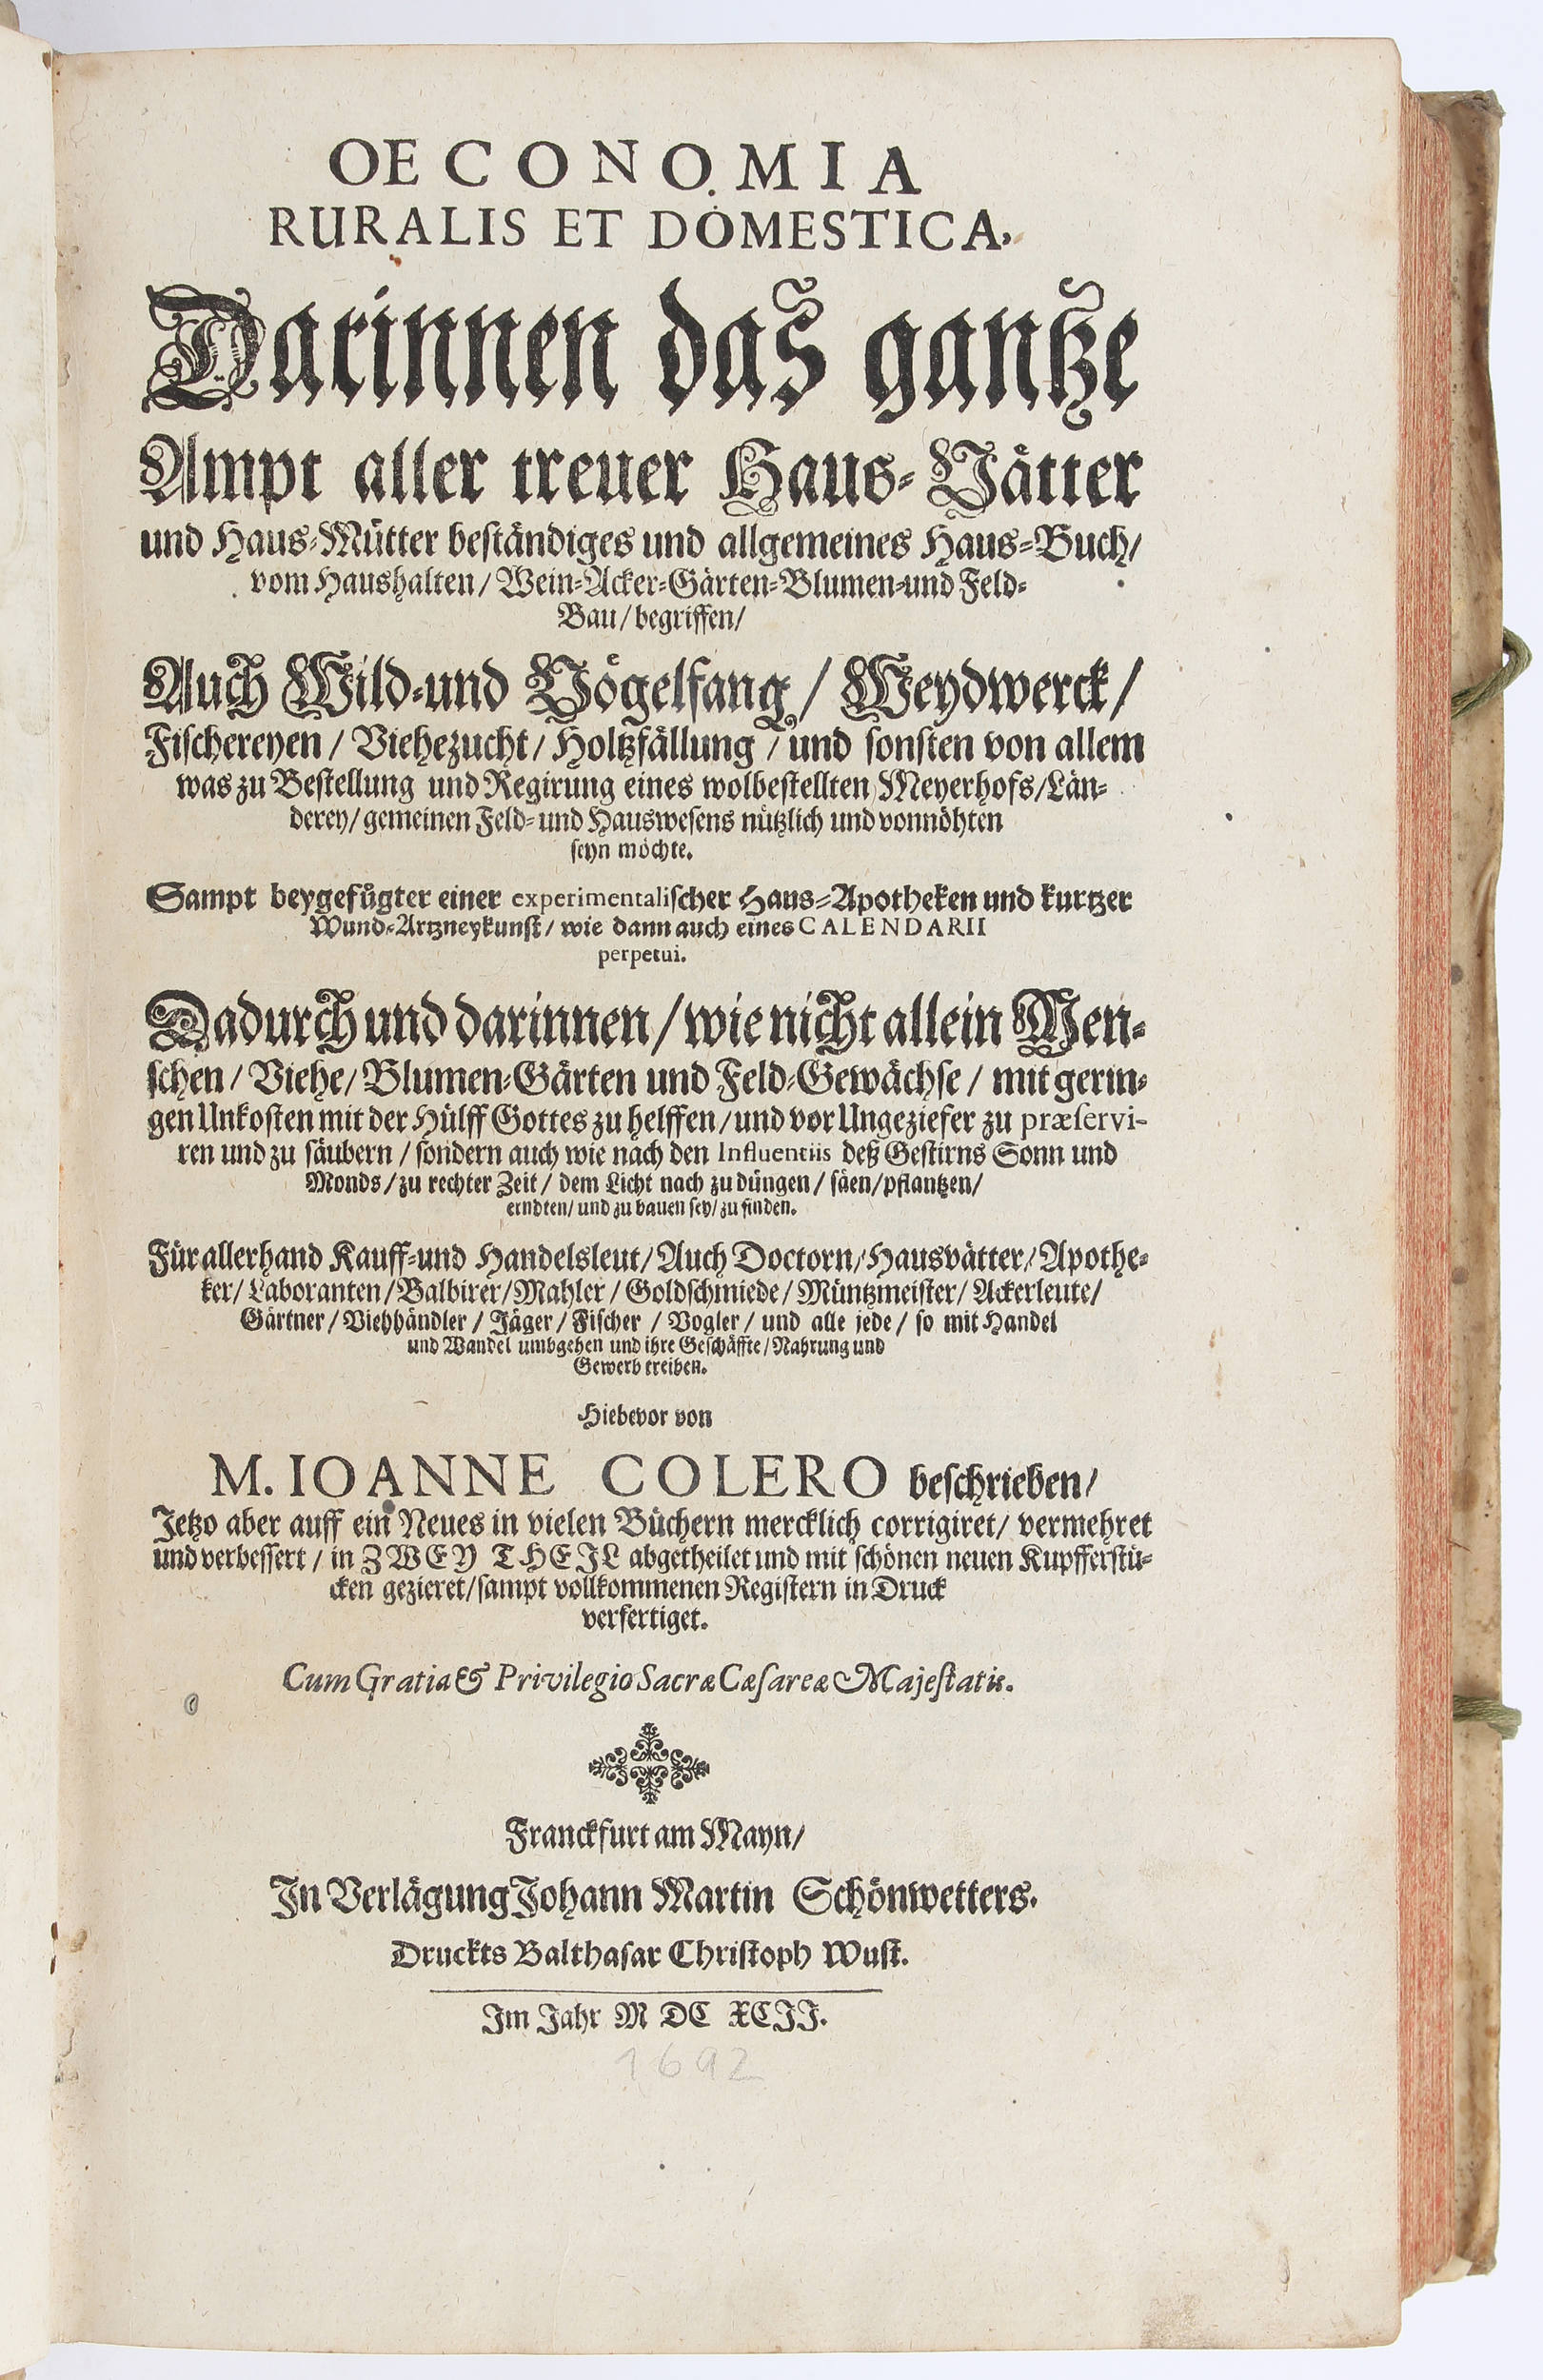 OECONOMIA
RURALIS ET DOMESTICA,
Darinnen das gantze
Ampt aller treuer Haus-Vätter
und Haus-Mütter beständiges und allgemeines Haus-Buch/
vom Haushalten/ Wein-Acker-Gärten-Blumen-und Feld-
Bau/ begriffen/
Auch Wild-und Vögelfang/ Weydwerck/
Fischereyen/ Viehezucht/ Holtzfällung/ und sonsten von allem
was zu Bestellung und Regirung eines wolbestellten Meyerhofs/Län-
derey/ gemeinen Feld-und Hauswesens nützlich und vonnöhten
seyn möchte.
Sampt beygefügter einer experimentalischer Haus-Apotheken und kurtzer
Wund-Artzneykunst/ wie dann auch eines CALENDARII
perpetui.
Dadurch und darinnen/ wie nicht allein Men-
schen/ Viehe/ Blumen-Gärten und Feld-Gewächse/ mit gerin-
gen Unkosten mit der Hülff Gottes zu helffen/ und vor Ungeziefer zu præſervi-
ren und zu säubern/ sondern auch wie nach den Influentiis deß Gestirns Sonn und
Monds/ zu rechter Zeit/ dem Licht nach zu düngen/ säen/pflantzen/
erndten/ und zu bauen sey/ zu finden.
Für allerhand Kauff-und Handelsleut/ Auch Doctorn/ Hausvätter/ Apothe-
ker/ Laboranten/ Balbirer/ Mahler/ Goldschmiede/ Müntzmeister/ Ackerleute/
Gärtner/ Viehhändler/ Jäger/ Fischer/ Vogler/ und alle jede/ so mit Handel
und Wandel umbgehen und ihre Geschäffte/ Nahrung und
Gewerb treiben.
Hiebevor von
M. IOANNE COLERO beschrieben/
Jetzo aber auff ein Neues in vielen Büchern mercklich corrigiret/ vermehret
und verbessert/ in ZWEY THEIL abgetheilet und mit schönen neuen Kupfferstü-
cken gezieret/ sampt vollkommenen Registern in Druck
verfertiget.
Cum Gratia & Privilegio Sacræ Cæſareæ Majeſtatis.
Franckfurt am Mayn/
In Verlägung Johann Martin Schönwetters.
Druckts Balthasar Christoph Wust.
Im Jahr M DC XCII.
1692